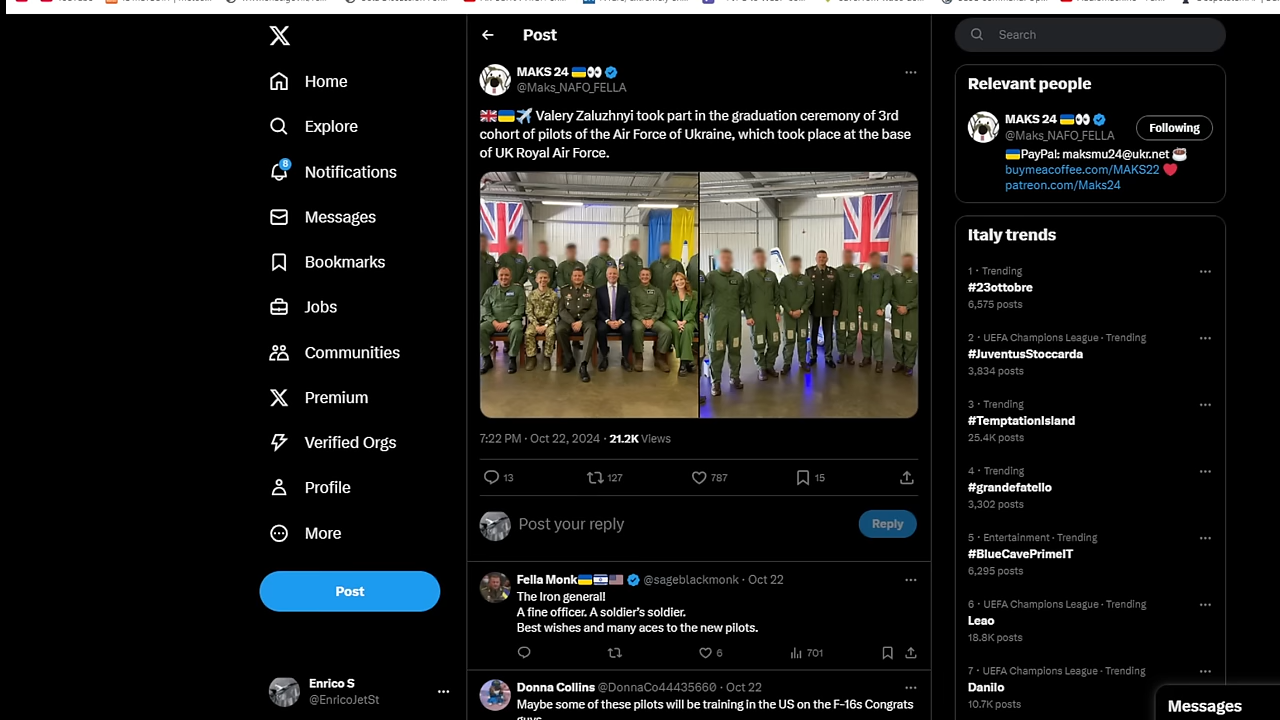 Post
Search
Home
Explore
8
Notifications
Messages
Bookmarks
Jobs
Communities
Premium
Verified Orgs
Profile
More
Post
Enrico S
@EnricoJetSt
MAKS 24
@Maks_NAFO_FELLA
Valery Zaluzhnyi took part in the graduation ceremony of 3rd
cohort of pilots of the Air Force of Ukraine, which took place at the base
of UK Royal Air Force.
7:22 PM · Oct 22, 2024 · 21.2K Views
13 127 787 15
Post your reply
Reply
Fella Monk @sageblackmonk · Oct 22
The Iron general!
A fine officer. A soldier's soldier.
Best wishes and many aces to the new pilots.
6 701
Donna Collins @DonnaCo44435660 · Oct 22
Maybe some of these pilots will be training in the US on the F-16s Congrats
guys
Relevant people
MAKS 24
@Maks_NAFO_FELLA
Following
PayPal: maksmu24@ukr.net
buymeacoffee.com/MAKS22
patreon.com/Maks24
Italy trends
1 · Trending
#23ottobre
6,575 posts
2 · UEFA Champions League · Trending
#JuventusStoccarda
3,834 posts
3 · Trending
#TemptationIsland
25.4K posts
4 · Trending
#grandefatello
3,302 posts
5 · Entertainment · Trending
#BlueCavePrimeIT
6,295 posts
6 · UEFA Champions League · Trending
Leao
18.8K posts
7 · UEFA Champions League · Trending
Danilo
10.7K posts
Messages